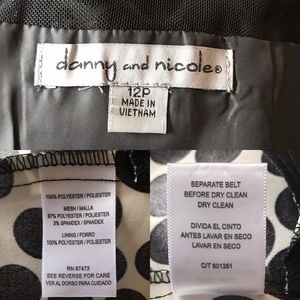 danny and nicole®
12P
MADE IN
VIETNAM
100% POLYESTER / POLIESTER
MESH / MALLA
97% POLYESTER / POLIESTER
3% SPANDEX / SPANDEX
LINING / FORRO
100% POLYESTER / POLIESTER
RN 67473
SEE REVERSE FOR CARE
VER AL DORSO PARA CUIDADO
SEPARATE BELT
BEFORE DRY CLEAN
DRY CLEAN
DIVIDA EL CINTO
ANTES LAVAR EN SECO
LAVAR EN SECO
C/T 601351